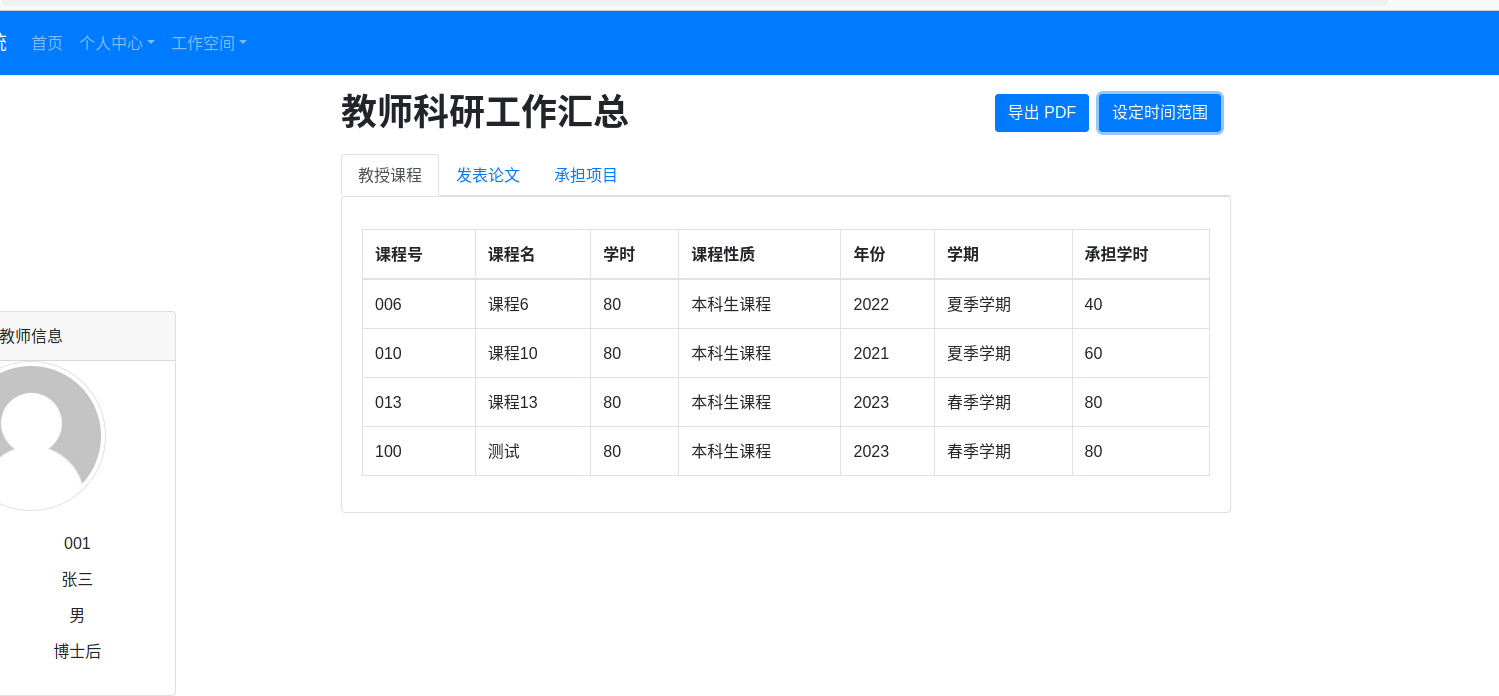 首页 个人中心 工作空间
教师科研工作汇总
导出 PDF 设定时间范围
教授课程 发表论文 承担项目
课程号 课程名 学时 课程性质 年份 学期 承担学时
006 课程6 80 本科生课程 2022 夏季学期 40
010 课程10 80 本科生课程 2021 夏季学期 60
013 课程13 80 本科生课程 2023 春季学期 80
100 测试 80 本科生课程 2023 春季学期 80
教师信息
001
张三
男
博士后